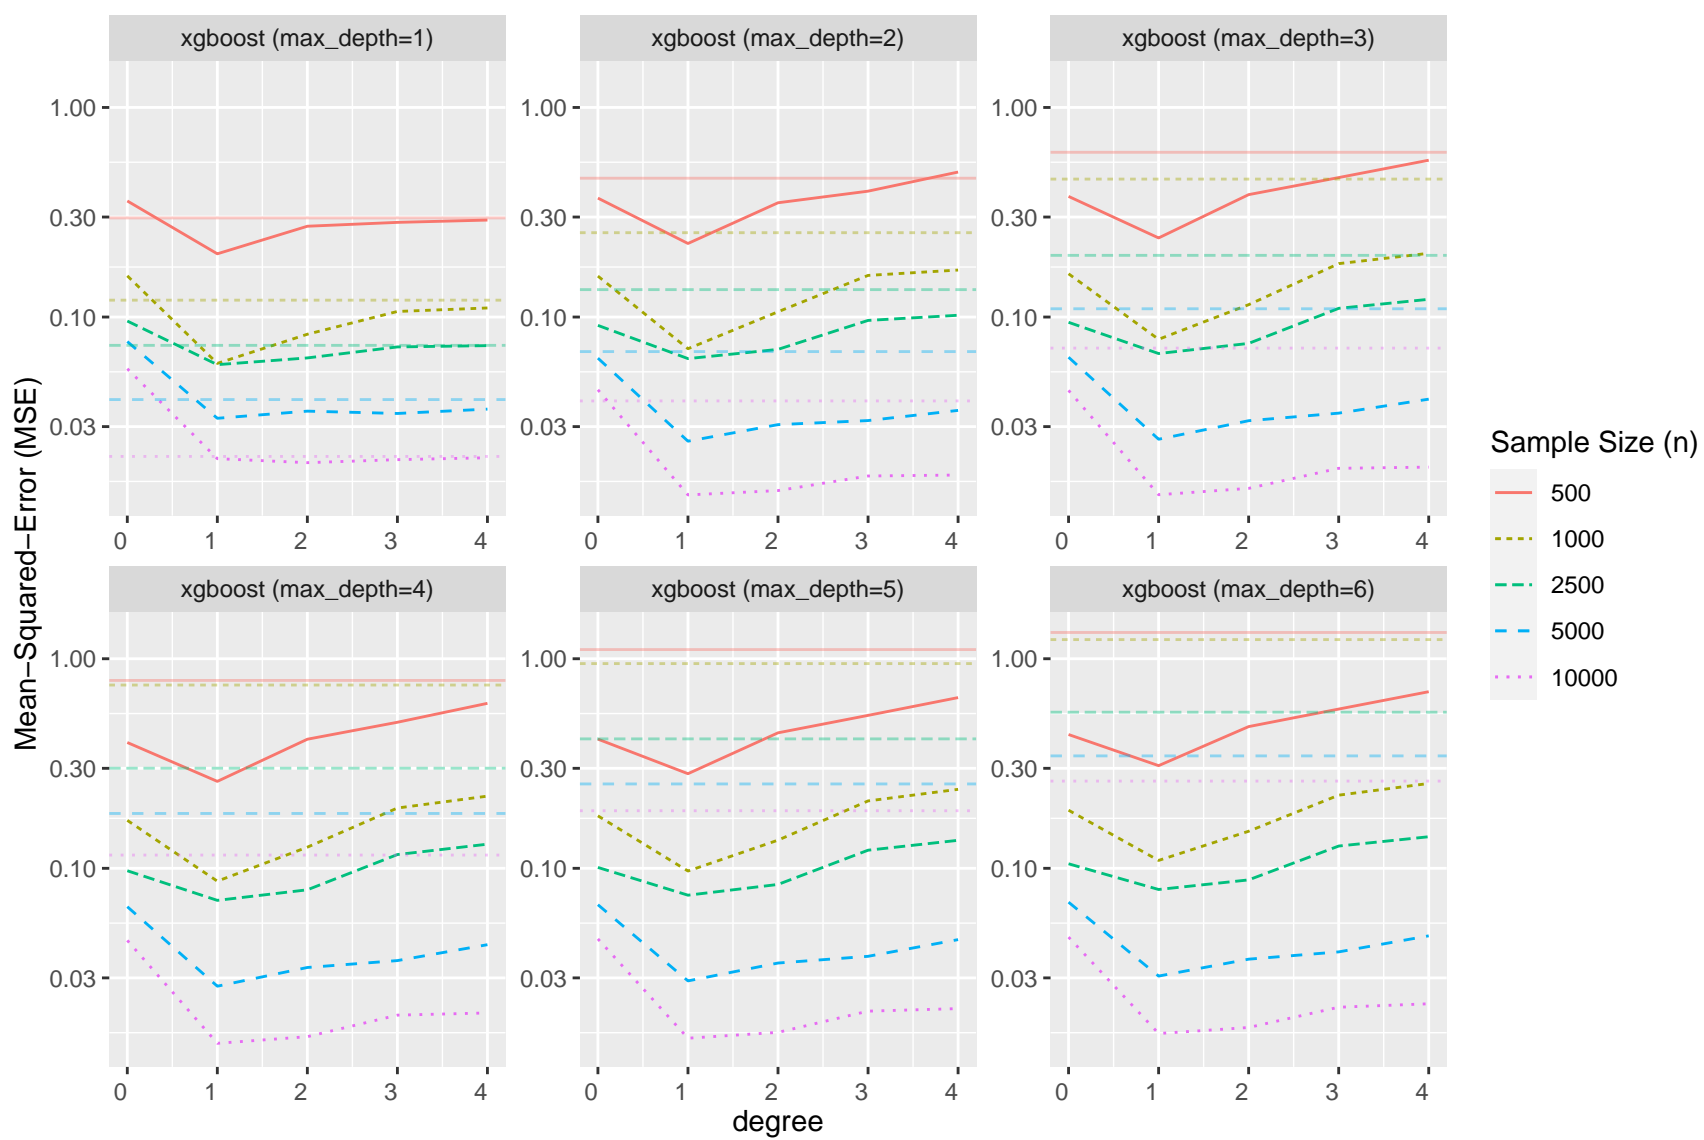 xgboost (max_depth=1)
xgboost (max_depth=2)
xgboost (max_depth=3)
1.00
0.30
0.10
0.03
1.00
0.30
0.10
0.03
1.00
0.30
0.10
0.03
0 1 2 3 4
0 1 2 3 4
0 1 2 3 4
xgboost (max_depth=4)
xgboost (max_depth=5)
xgboost (max_depth=6)
1.00
0.30
0.10
0.03
1.00
0.30
0.10
0.03
1.00
0.30
0.10
0.03
0 1 2 3 4
0 1 2 3 4
0 1 2 3 4
degree
Mean−Squared−Error (MSE)
Sample Size (n)
500
1000
2500
5000
10000